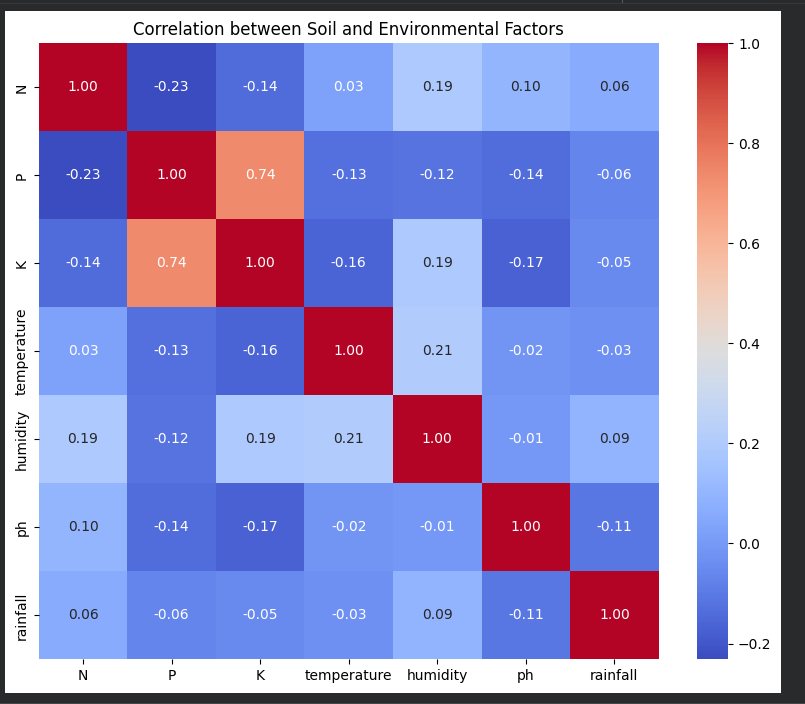 Correlation between Soil and Environmental Factors
N 1.00 -0.23 -0.14 0.03 0.19 0.10 0.06
P -0.23 1.00 0.74 -0.13 -0.12 -0.14 -0.06
K -0.14 0.74 1.00 -0.16 0.19 -0.17 -0.05
temperature 0.03 -0.13 -0.16 1.00 0.21 -0.02 -0.03
humidity 0.19 -0.12 0.19 0.21 1.00 -0.01 0.09
ph 0.10 -0.14 -0.17 -0.02 -0.01 1.00 -0.11
rainfall 0.06 -0.06 -0.05 -0.03 0.09 -0.11 1.00
N P K temperature humidity ph rainfall
1.0
0.8
0.6
0.4
0.2
0.0
−0.2